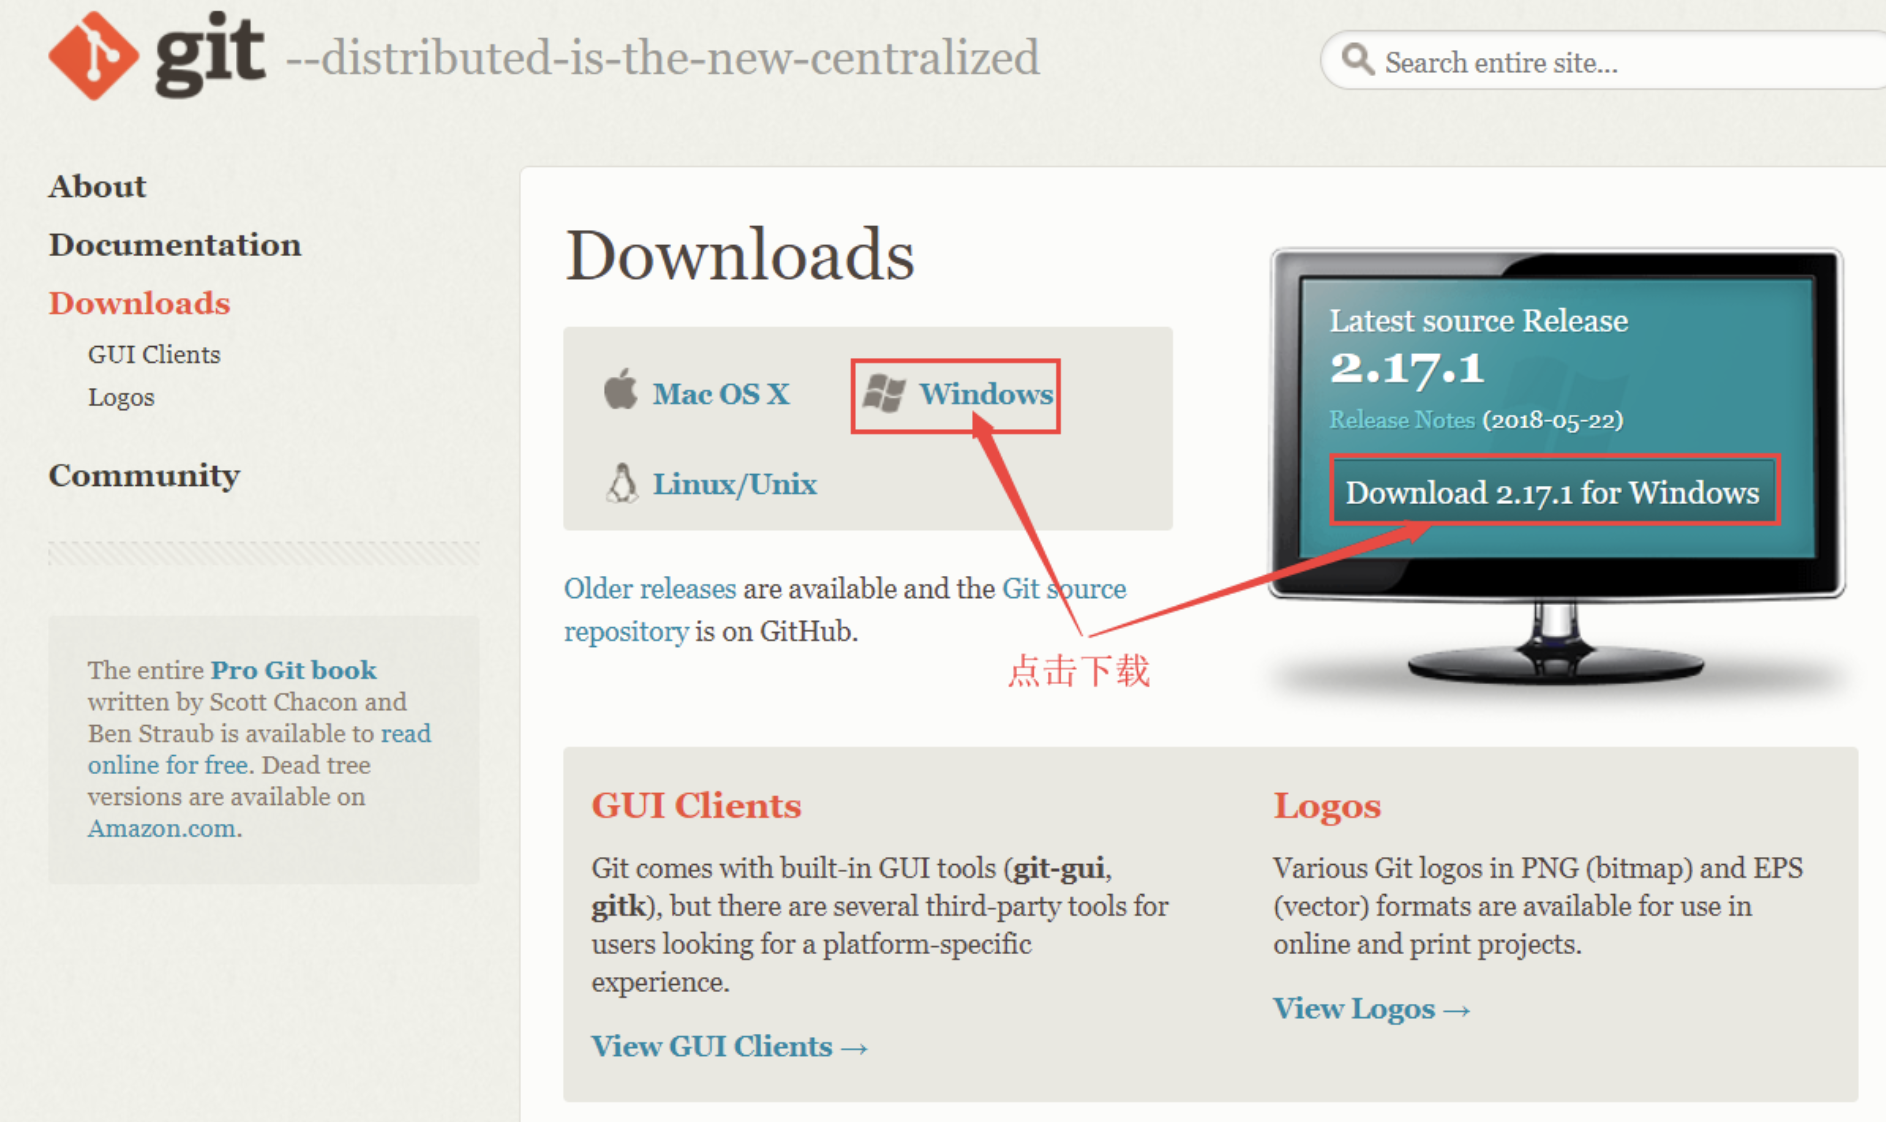 git --distributed-is-the-new-centralized
Search entire site...
About
Documentation
Downloads
GUI Clients
Logos
Community
The entire Pro Git book
written by Scott Chacon and
Ben Straub is available to read
online for free. Dead tree
versions are available on
Amazon.com.
Downloads
Mac OS X
Windows
Linux/Unix
Older releases are available and the Git source
repository is on GitHub.
Latest source Release
2.17.1
Release Notes (2018-05-22)
Download 2.17.1 for Windows
点击下载
GUI Clients
Git comes with built-in GUI tools (git-gui,
gitk), but there are several third-party tools for
users looking for a platform-specific
experience.
View GUI Clients →
Logos
Various Git logos in PNG (bitmap) and EPS
(vector) formats are available for use in
online and print projects.
View Logos →